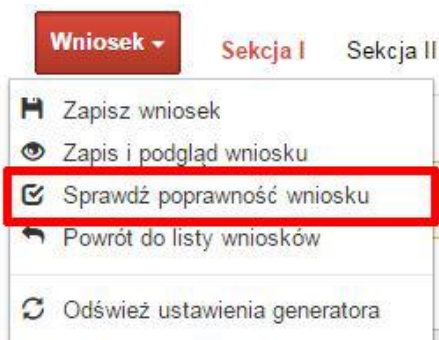 Wniosek Sekcja I Sekcja II
Zapisz wniosek
Zapis i podgląd wniosku
Sprawdź poprawność wniosku
Powrót do listy wniosków
Odśwież ustawienia generatora